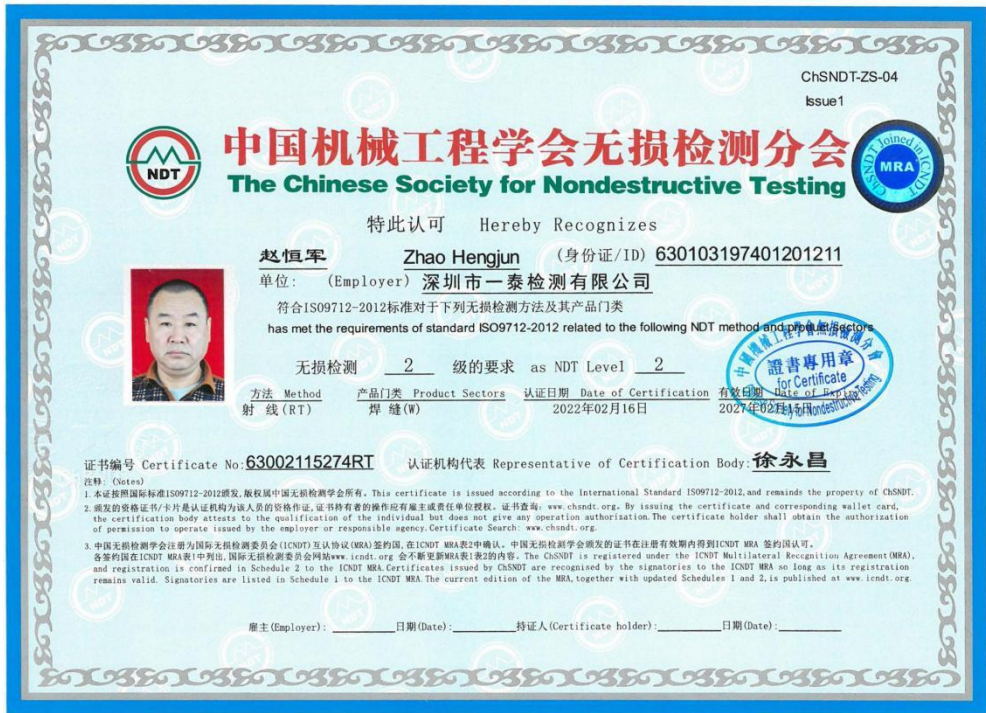 ChSNDT-ZS-04
Issue1
NDT
中国机械工程学会无损检测分会
The Chinese Society for Nondestructive Testing
ChSNDT Joined in ICNDT
MRA
特此认可 Hereby Recognizes
赵恒军 Zhao Hengjun (身份证/ID) 630103197401201211
单位: (Employer) 深圳市一泰检测有限公司
符合ISO9712-2012标准对于下列无损检测方法及其产品门类
has met the requirements of standard ISO9712-2012 related to the following NDT method and product sectors
无损检测 2 级的要求 as NDT Level 2
中國機械工程學會無損檢測分會
證書專用章
for Certificate
Society for Nondestructive Testing
方法 Method 产品门类 Product Sectors 认证日期 Date of Certification 有效日期 Date of Expiry
射 线(RT) 焊 缝(W) 2022年02月16日 2027年02月15日
证书编号 Certificate No:63002115274RT 认证机构代表 Representative of Certification Body:徐永昌
注释: (Notes)
1. 本证按照国际标准ISO9712-2012颁发,版权属中国无损检测学会所有。This certificate is issued according to the International Standard ISO9712-2012, and remainds the property of ChSNDT.
2. 颁发的资格证书/卡片是认证机构为该人员的资格作证,证书持有者的操作应有雇主或责任单位授权。证书查询: www.chsndt.org. By issuing the certificate and corresponding wallet card,
the certification body attests to the qualification of the individual but does not give any operation authorization. The certificate holder shall obtain the authorization
of permission to operate issued by the employer or responsible agency. Certificate Search: www.chsndt.org.
3. 中国无损检测学会注册为国际无损检测委员会(ICNDT)互认协议(MRA)签约国,在ICNDT MRA表2中确认。中国无损检测学会颁发的证书在注册有效期内得到ICNDT MRA 签约国认可。
各签约国在ICNDT MRA表1中列出,国际无损检测委员会网站www.icndt.org 会不断更新MRA表1表2的内容。The ChSNDT is registered under the ICNDT Multilateral Recognition Agreement(MRA),
and registration is confirmed in Schedule 2 to the ICNDT MRA. Certificates issued by ChSNDT are recognised by the signatories to the ICNDT MRA so long as its registration
remains valid. Signatories are listed in Schedule 1 to the ICNDT MRA. The current edition of the MRA, together with updated Schedules 1 and 2, is published at www.icndt.org.
雇主(Employer): 日期(Date): 持证人(Certificate holder): 日期(Date):